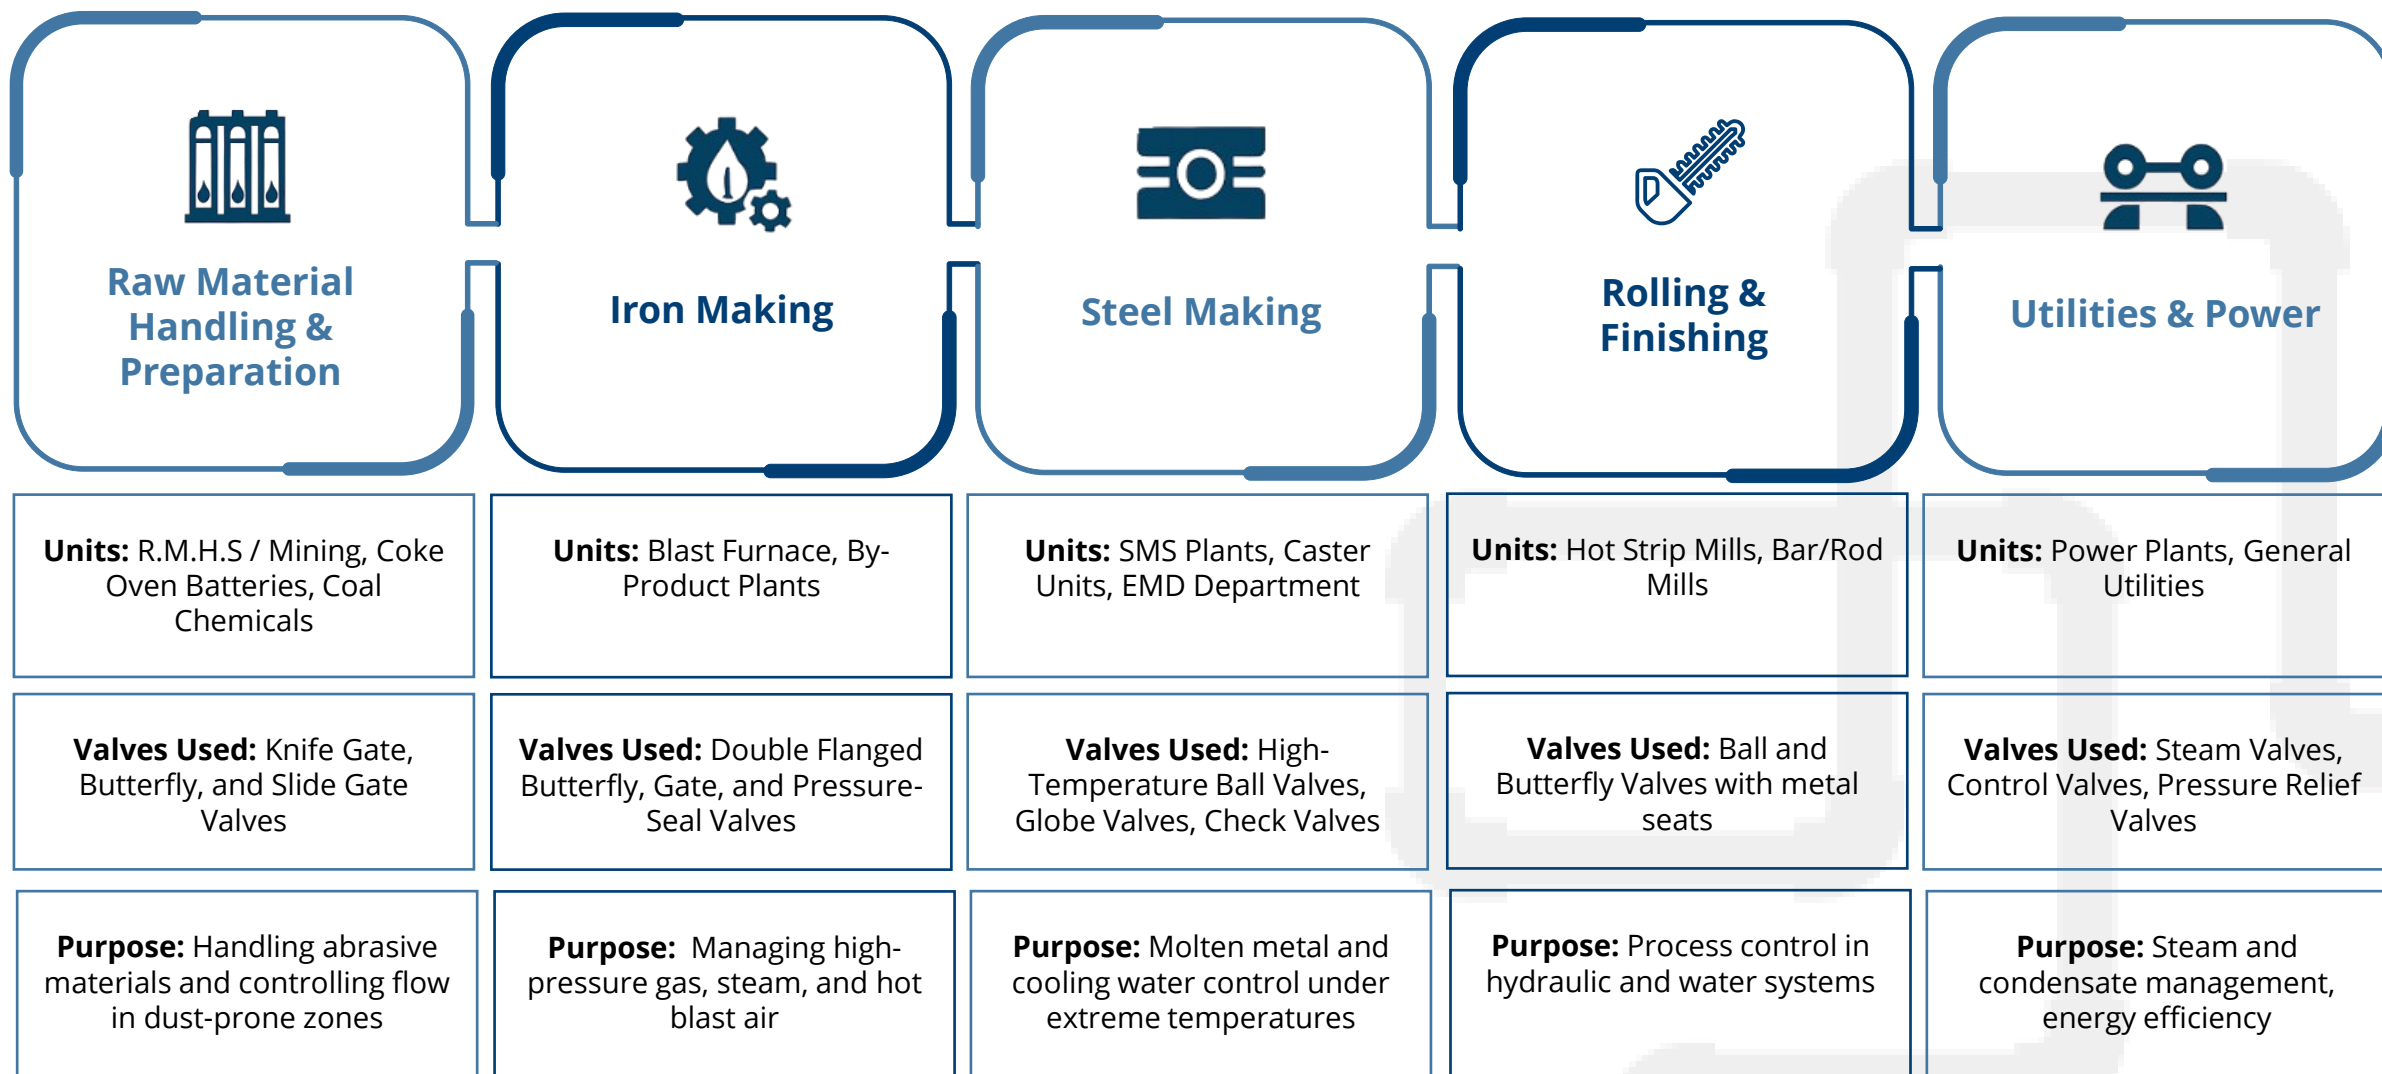 Raw Material
Handling &
Preparation
Iron Making
Steel Making
Rolling &
Finishing
Utilities & Power
Units: R.M.H.S / Mining, Coke
Oven Batteries, Coal
Chemicals
Units: Blast Furnace, By-
Product Plants
Units: SMS Plants, Caster
Units, EMD Department
Units: Hot Strip Mills, Bar/Rod
Mills
Units: Power Plants, General
Utilities
Valves Used: Knife Gate,
Butterfly, and Slide Gate
Valves
Valves Used: Double Flanged
Butterfly, Gate, and Pressure-
Seal Valves
Valves Used: High-
Temperature Ball Valves,
Globe Valves, Check Valves
Valves Used: Ball and
Butterfly Valves with metal
seats
Valves Used: Steam Valves,
Control Valves, Pressure Relief
Valves
Purpose: Handling abrasive
materials and controlling flow
in dust-prone zones
Purpose: Managing high-
pressure gas, steam, and hot
blast air
Purpose: Molten metal and
cooling water control under
extreme temperatures
Purpose: Process control in
hydraulic and water systems
Purpose: Steam and
condensate management,
energy efficiency